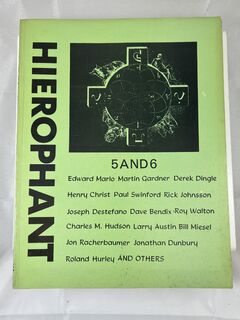 HIEROPHANT
5AND6
Edward Marlo Martin Gardner Derek Dingle
Henry Christ Paul Swinford Rick Johnsson
Joseph Destefano Dave Bendix Roy Walton
Charles M. Hudson Larry Austin Bill Miesel
Jon Racherbaumer Jonathan Dunbury
Roland Hurley AND OTHERS